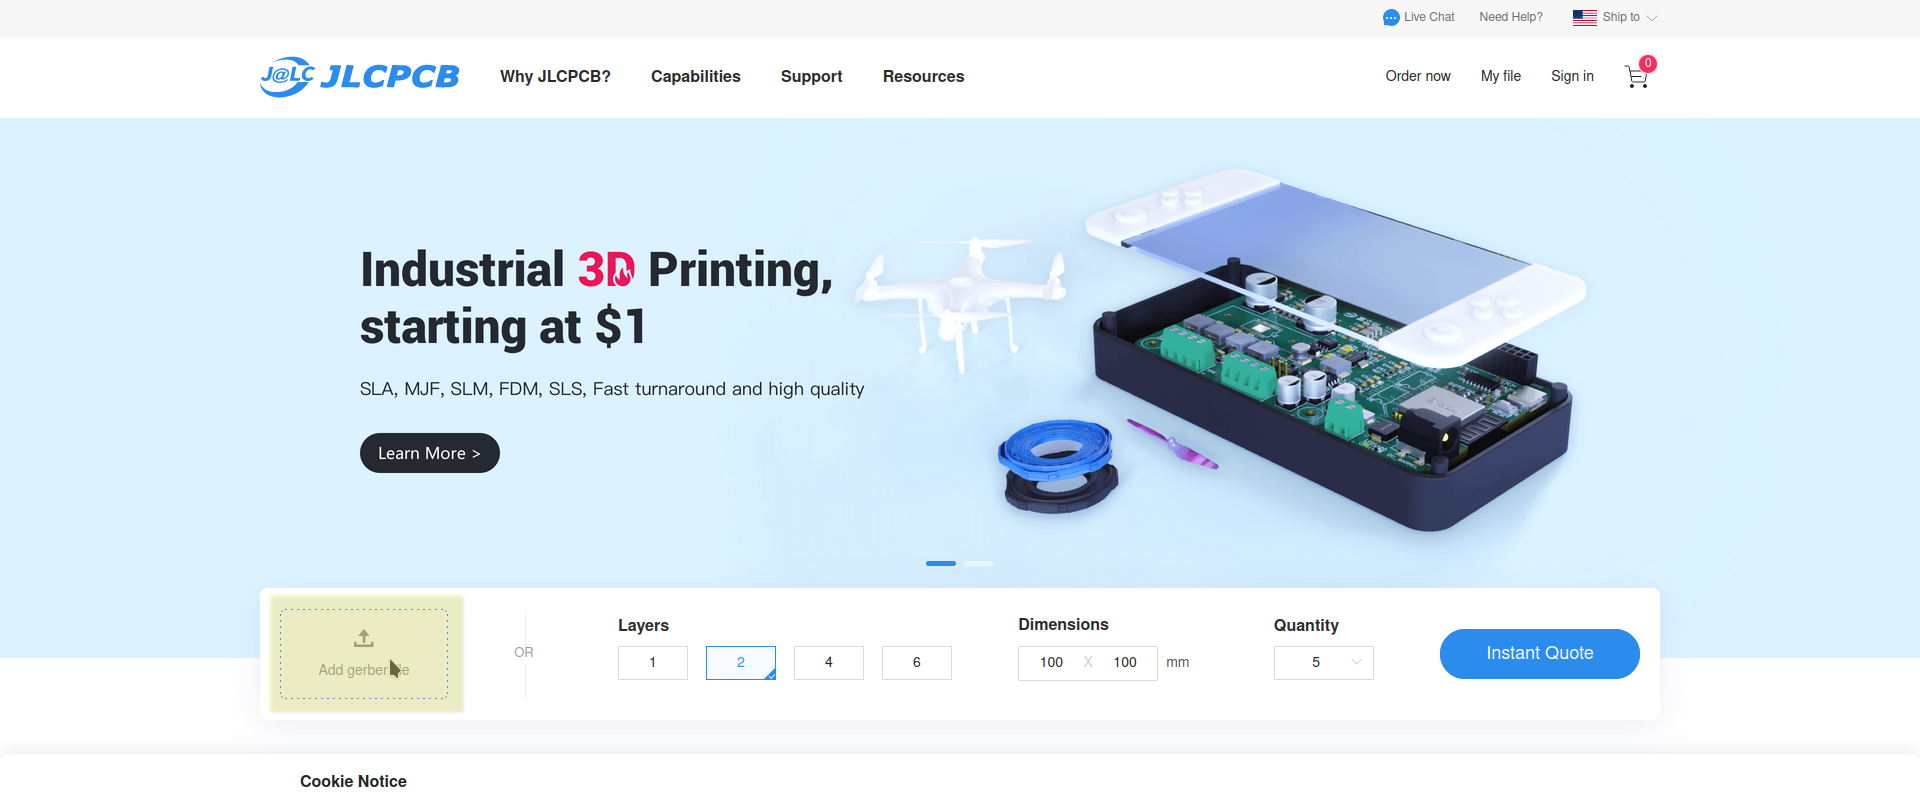 Live Chat
Need Help?
Ship to
J@LC JLCPCB
Why JLCPCB?
Capabilities
Support
Resources
Order now
My file
Sign in
0
Industrial 3D Printing,
starting at $1
SLA, MJF, SLM, FDM, SLS, Fast turnaround and high quality
Learn More >
Add gerber
OR
Layers
1
2
4
6
Dimensions
100 X 100 mm
Quantity
5
Instant Quote
Cookie Notice